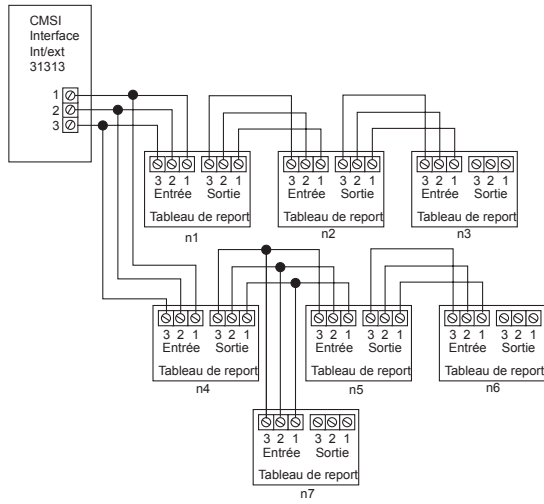 CMSI
Interface
Int/ext
31313
1
2
3
3 2 1 3 2 1
Entrée Sortie
Tableau de report
n1
3 2 1 3 2 1
Entrée Sortie
Tableau de report
n2
3 2 1 3 2 1
Entrée Sortie
Tableau de report
n3
3 2 1 3 2 1
Entrée Sortie
Tableau de report
n4
3 2 1 3 2 1
Entrée Sortie
Tableau de report
n5
3 2 1 3 2 1
Entrée Sortie
Tableau de report
n6
3 2 1 3 2 1
Entrée Sortie
Tableau de report
n7